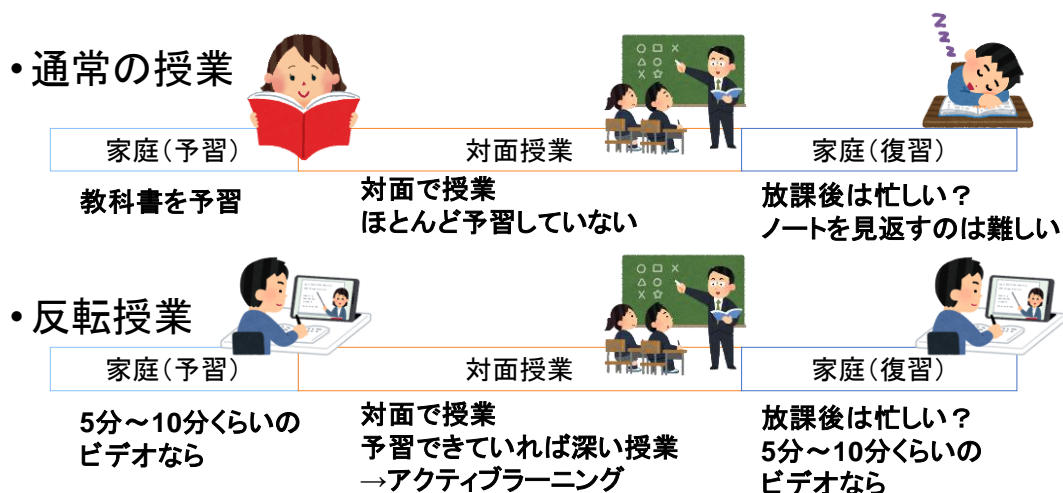 •通常の授業
家庭(予習)
対面授業
家庭(復習)
教科書を予習
対面で授業
ほとんど予習していない
放課後は忙しい?
ノートを見返すのは難しい
•反転授業
家庭(予習)
対面授業
家庭(復習)
5分～10分くらいの
ビデオなら
対面で授業
予習できていれば深い授業
→アクティブラーニング
放課後は忙しい?
5分～10分くらいの
ビデオなら